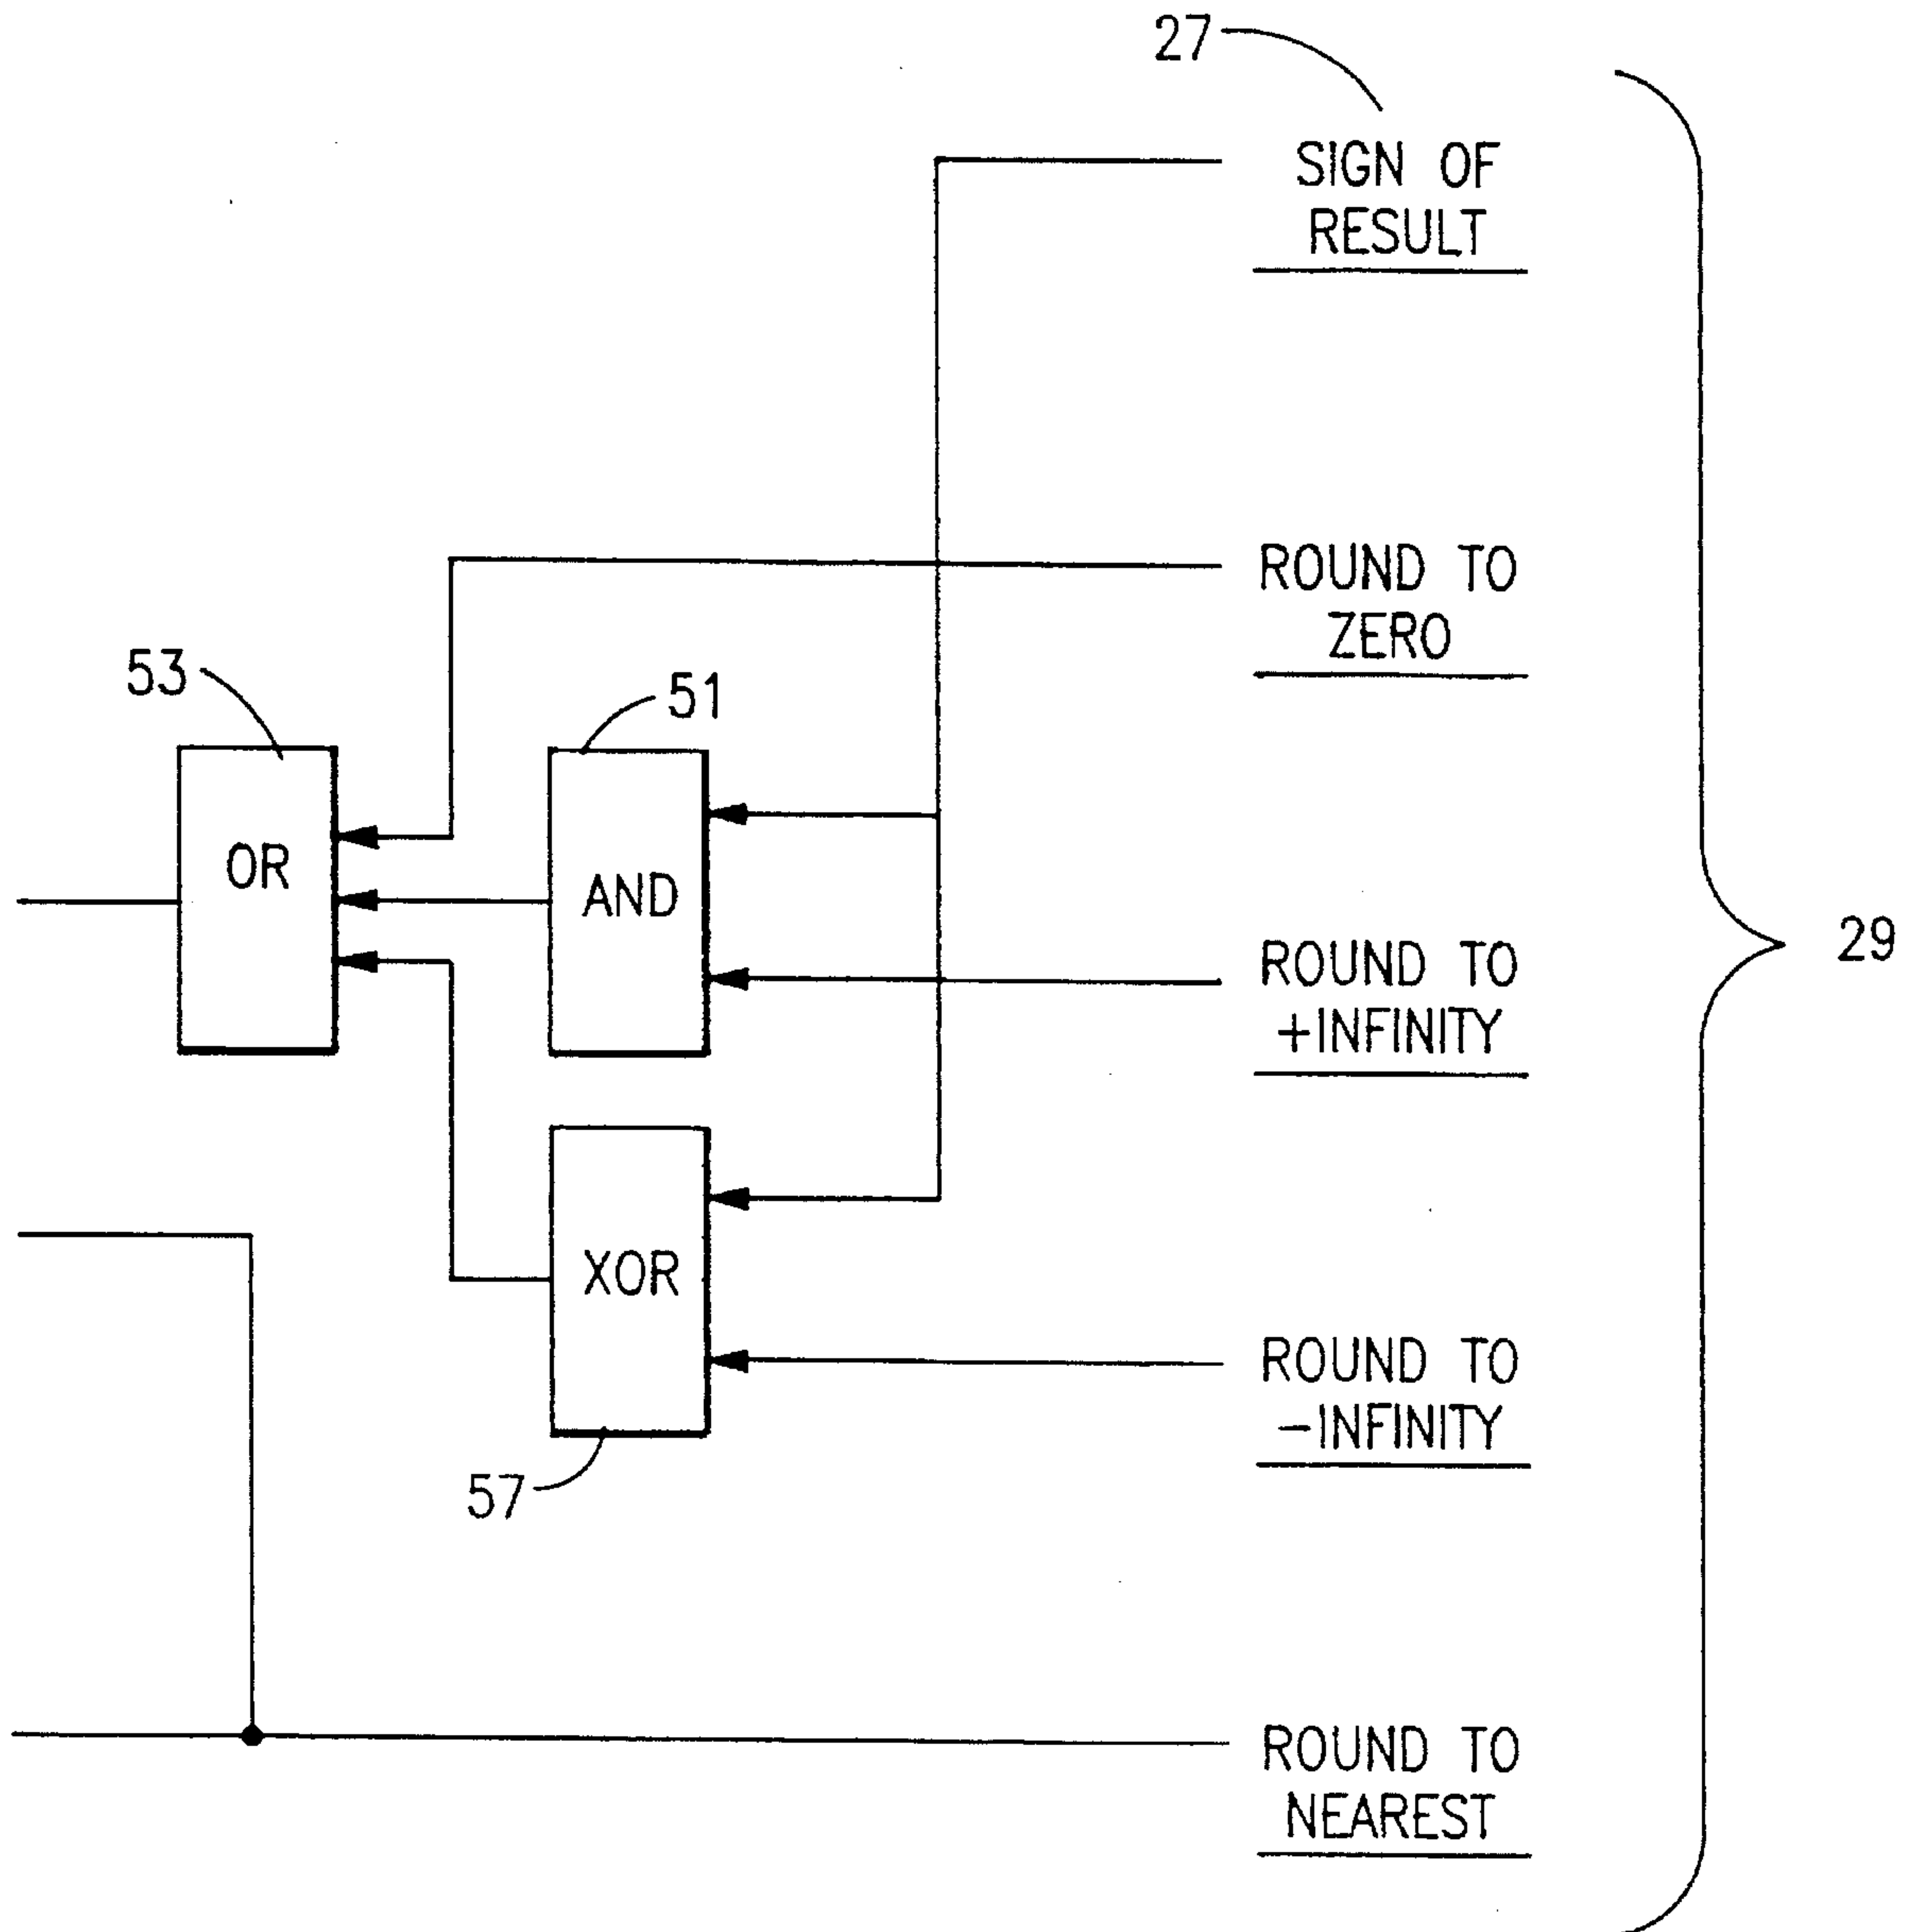 27
SIGN OF
RESULT
ROUND TO
ZERO
53
51
OR
AND
ROUND TO
+INFINITY
29
XOR
ROUND TO
-INFINITY
57
ROUND TO
NEAREST